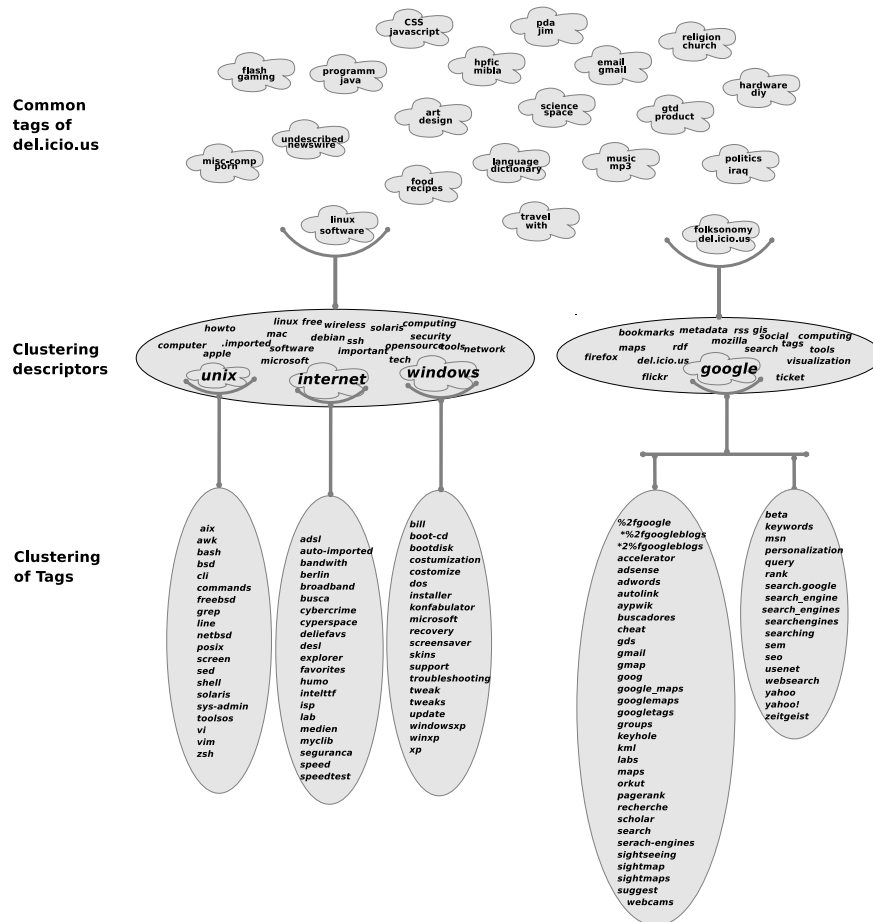 CSS
javascript
pda
jim
religion
church
flash
gaming
programm
java
hpfic
mibla
email
gmail
hardware
diy
Common
tags of
del.icio.us
art
design
science
space
gtd
product
undescribed
newswire
misc-comp
porn
language
dictionary
music
mp3
politics
iraq
food
recipes
linux
software
travel
with
folksonomy
del.icio.us
Clustering
descriptors
howto
linux free
wireless
solaris
computing
mac
debian
ssh
security
computer
.imported
software
important
opensource
tools
network
apple
microsoft
tech
unix
internet
windows
bookmarks
metadata
rss gis
mozilla
social
computing
maps
rdf
search
tags
tools
firefox
del.icio.us
visualization
flickr
google
ticket
Clustering
of Tags
aix
awk
bash
bsd
cli
commands
freebsd
grep
line
netbsd
posix
screen
sed
shell
solaris
sys-admin
toolsos
vi
vim
zsh
adsl
auto-imported
bandwith
berlin
broadband
busca
cybercrime
cyperspace
deliefavs
desl
explorer
favorites
humo
intelttf
isp
lab
medien
myclib
seguranca
speed
speedtest
bill
boot-cd
bootdisk
costumization
costomize
dos
installer
konfabulator
microsoft
recovery
screensaver
skins
support
troubleshooting
tweak
tweaks
update
windowsxp
winxp
xp
%2fgoogle
*%2fgoogleblogs
*2%fgoogleblogs
accelerator
adsense
adwords
autolink
aypwik
buscadores
cheat
gds
gmail
gmap
goog
google_maps
googlemaps
googletags
groups
keyhole
kml
labs
maps
orkut
pagerank
recherche
scholar
search
serach-engines
sightseeing
sightmap
sightmaps
suggest
webcams
beta
keywords
msn
personalization
query
rank
search.google
search_engine
search_engines
searchengines
searching
sem
seo
usenet
websearch
yahoo
yahoo!
zeitgeist